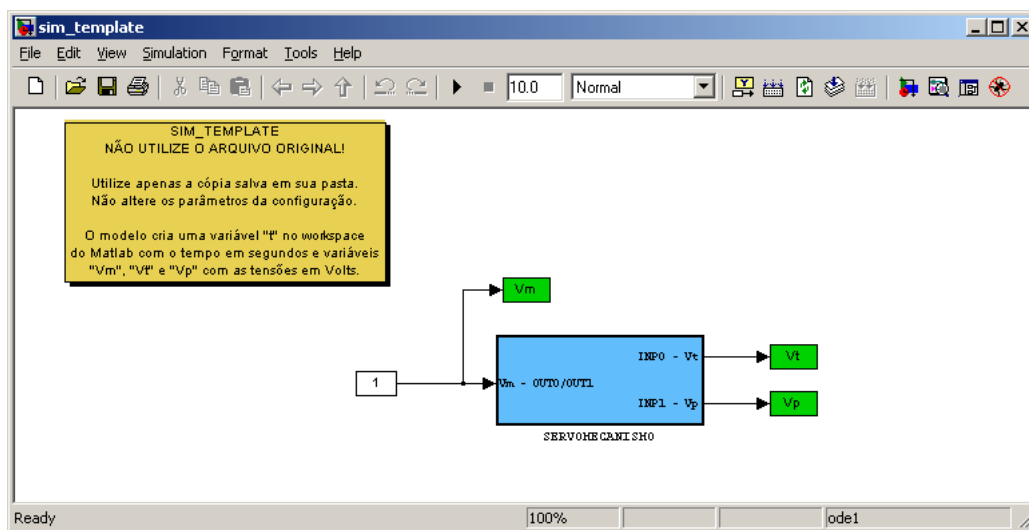 sim_template
File Edit View Simulation Format Tools Help
10.0 Normal
SIM_TEMPLATE
NÃO UTILIZE O ARQUIVO ORIGINAL!
Utilize apenas a cópia salva em sua pasta.
Não altere os parâmetros da configuração.
O modelo cria uma variável "t" no workspace
do Matlab com o tempo em segundos e variáveis
"Vm", "Vt" e "Vp" com as tensões em Volts.
Vm
INP0 - Vt
Vt
1
Vm - OUT0/OUT1
INP1 - Vp
Vp
SERVOMECANISMO
Ready 100% ode1